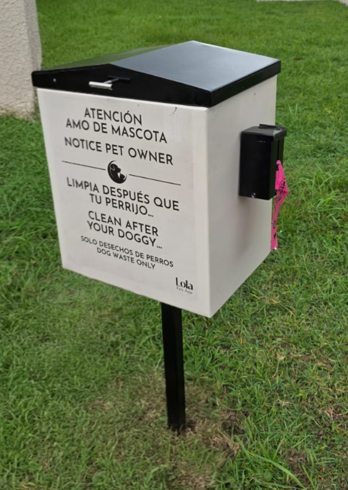 ATENCIÓN
AMO DE MASCOTA
NOTICE PET OWNER
LIMPIA DESPUÉS QUE
TU PERRIJO...
CLEAN AFTER
YOUR DOGGY...
SOLO DESECHOS DE PERROS
DOG WASTE ONLY
Lola